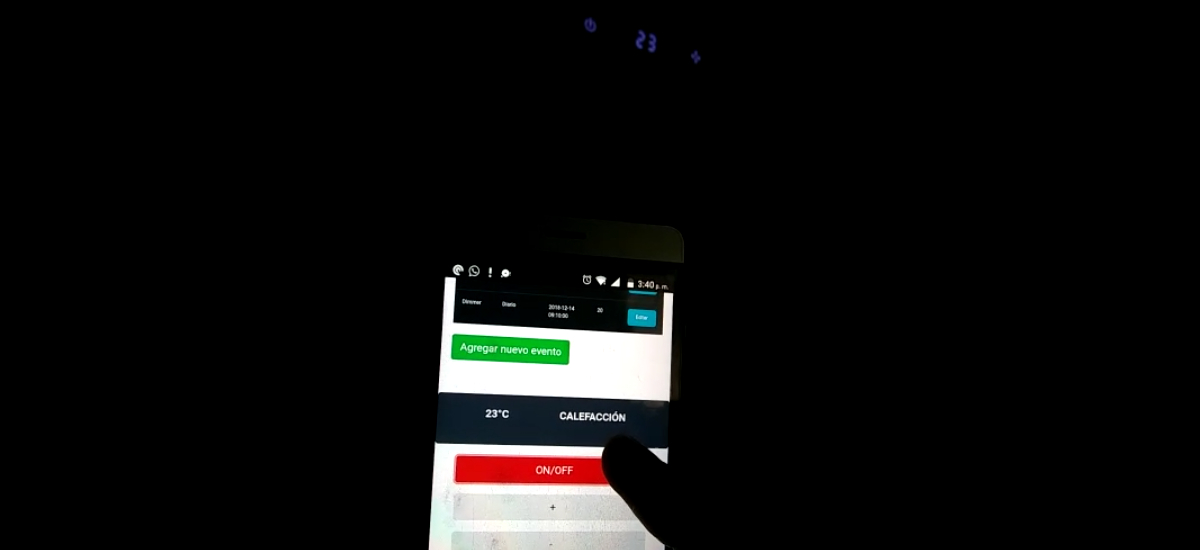 23
3:40 p. m.
Dimmer Diario 2018-12-14 20 Editar
09:10:00
Agregar nuevo evento
23°C CALEFACCIÓN
ON/OFF
+
-